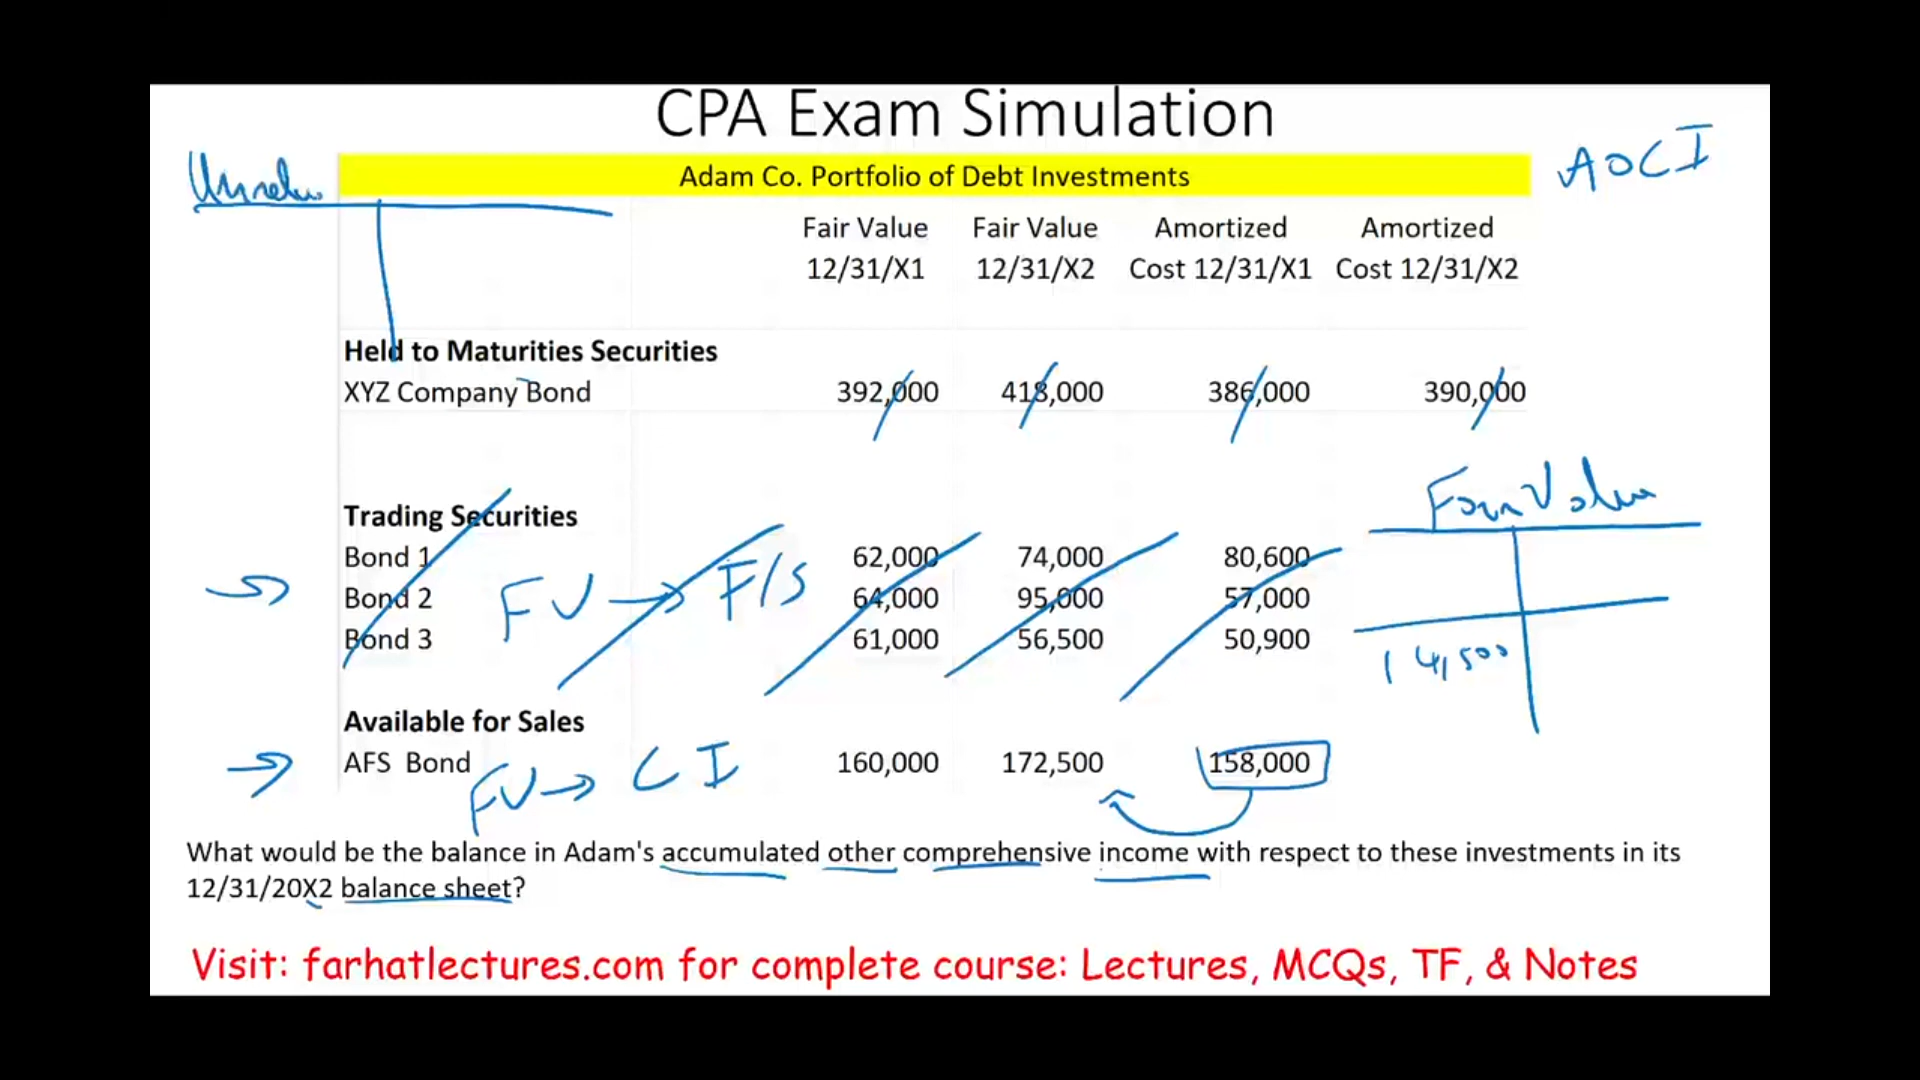 CPA Exam Simulation
AOCI
Adam Co. Portfolio of Debt Investments
Fair Value Fair Value Amortized Amortized
12/31/X1 12/31/X2 Cost 12/31/X1 Cost 12/31/X2
Held to Maturities Securities
XYZ Company Bond 392,000 418,000 386,000 390,000
Fair Value
Trading Securities
Bond 1 62,000 74,000 80,600
Bond 2 FV → F/S 64,000 95,000 57,000
Bond 3 61,000 56,500 50,900
14,500
Available for Sales
AFS Bond 160,000 172,500 158,000
FV → CI
What would be the balance in Adam's accumulated other comprehensive income with respect to these investments in its
12/31/20X2 balance sheet?
Visit: farhatlectures.com for complete course: Lectures, MCQs, TF, & Notes